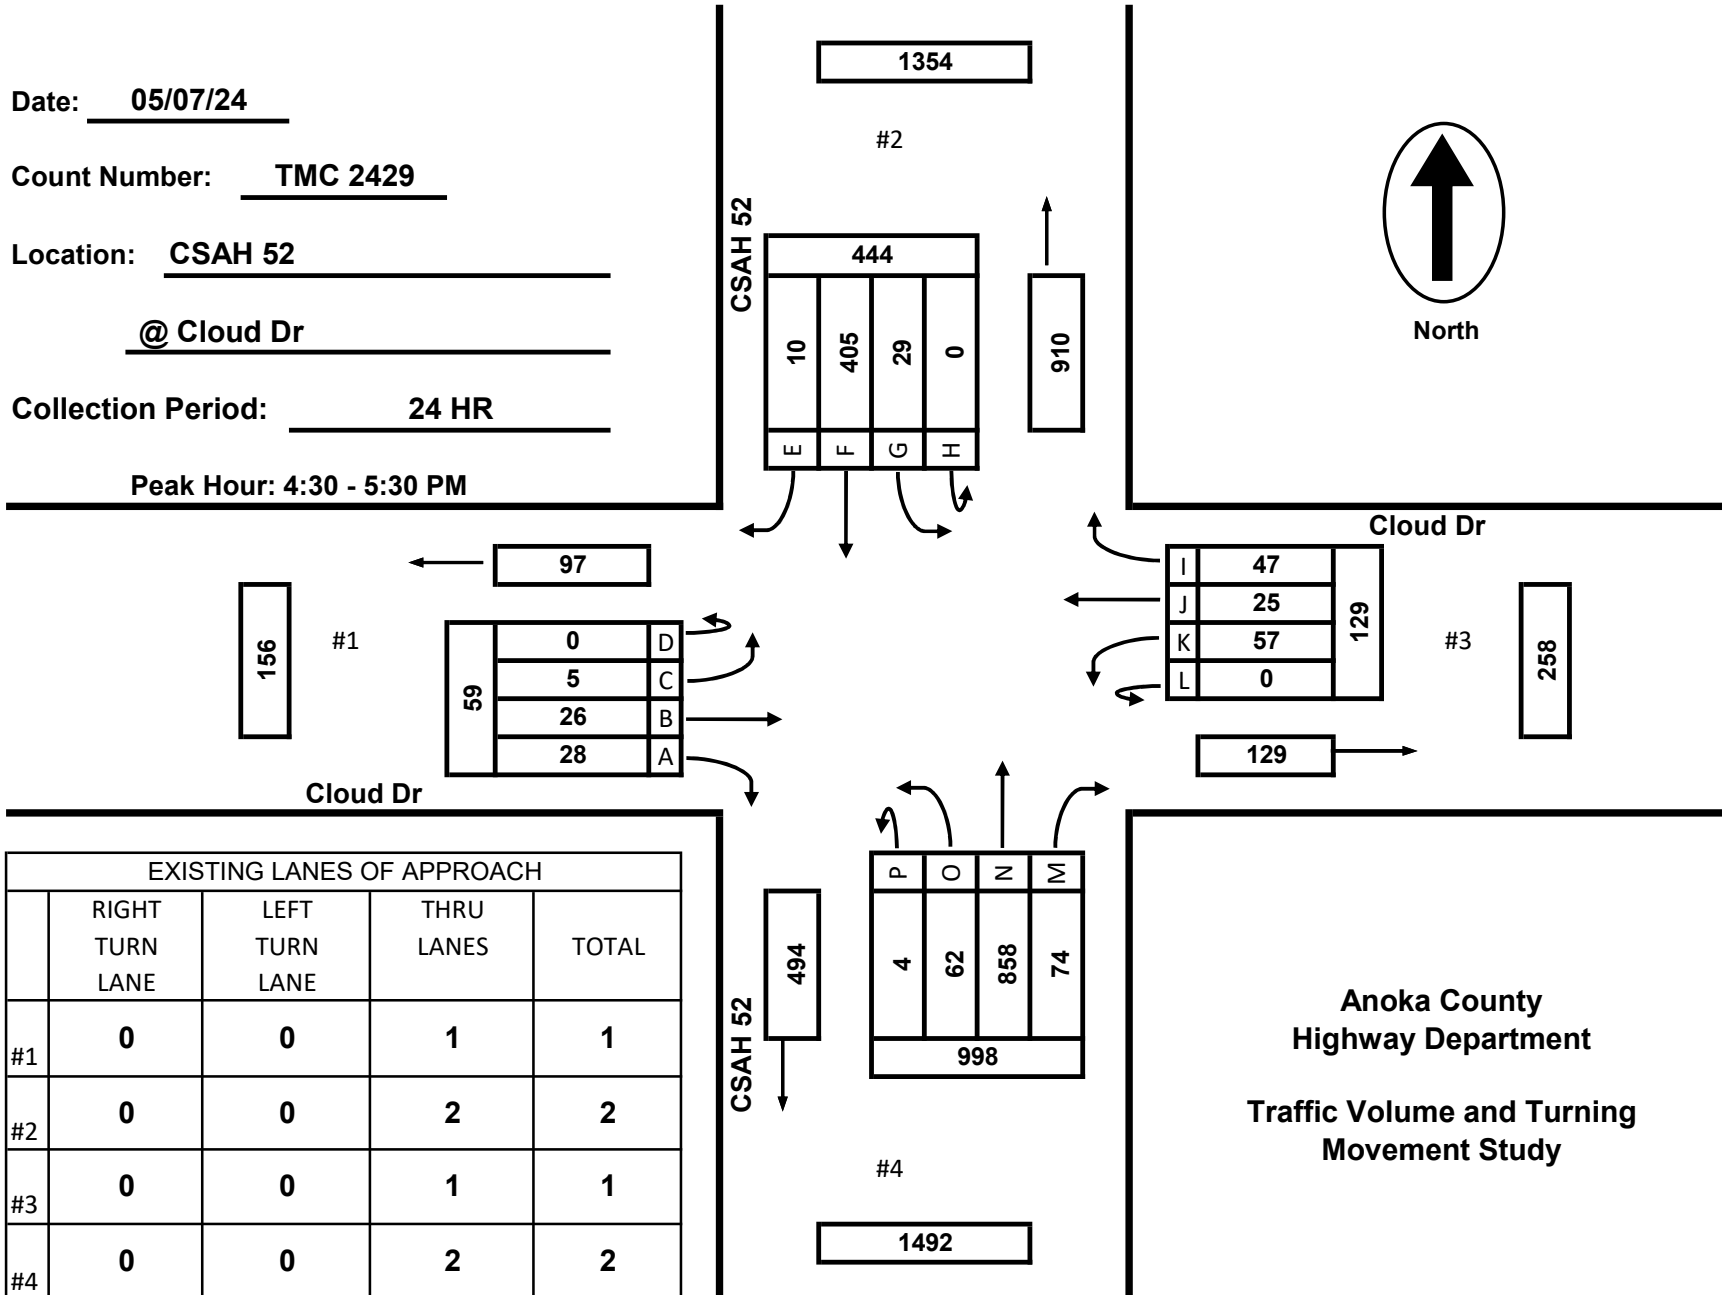 Date: 05/07/24
Count Number: TMC 2429
Location: CSAH 52
@ Cloud Dr
Collection Period: 24 HR
Peak Hour: 4:30 - 5:30 PM
1354
#2
CSAH 52
444
10 405 29 0
E F G H
910
North
Cloud Dr
97
156
#1
59
0 D
5 C
26 B
28 A
Cloud Dr
I 47
J 25
K 57
L 0
129
#3
258
129
P O N M
4 62 858 74
998
494
CSAH 52
#4
1492
EXISTING LANES OF APPROACH
RIGHT LEFT THRU
TURN TURN LANES TOTAL
LANE LANE
#1 0 0 1 1
#2 0 0 2 2
#3 0 0 1 1
#4 0 0 2 2
Anoka County
Highway Department
Traffic Volume and Turning
Movement Study